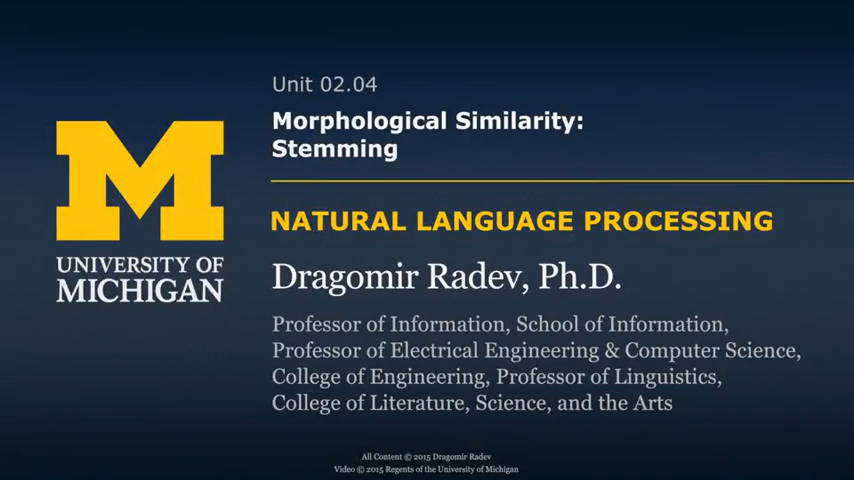 Unit 02.04
Morphological Similarity:
Stemming
NATURAL LANGUAGE PROCESSING
UNIVERSITY OF
MICHIGAN
Dragomir Radev, Ph.D.
Professor of Information, School of Information,
Professor of Electrical Engineering & Computer Science,
College of Engineering, Professor of Linguistics,
College of Literature, Science, and the Arts
All Content © 2015 Dragomir Radev
Video © 2015 Regents of the University of Michigan